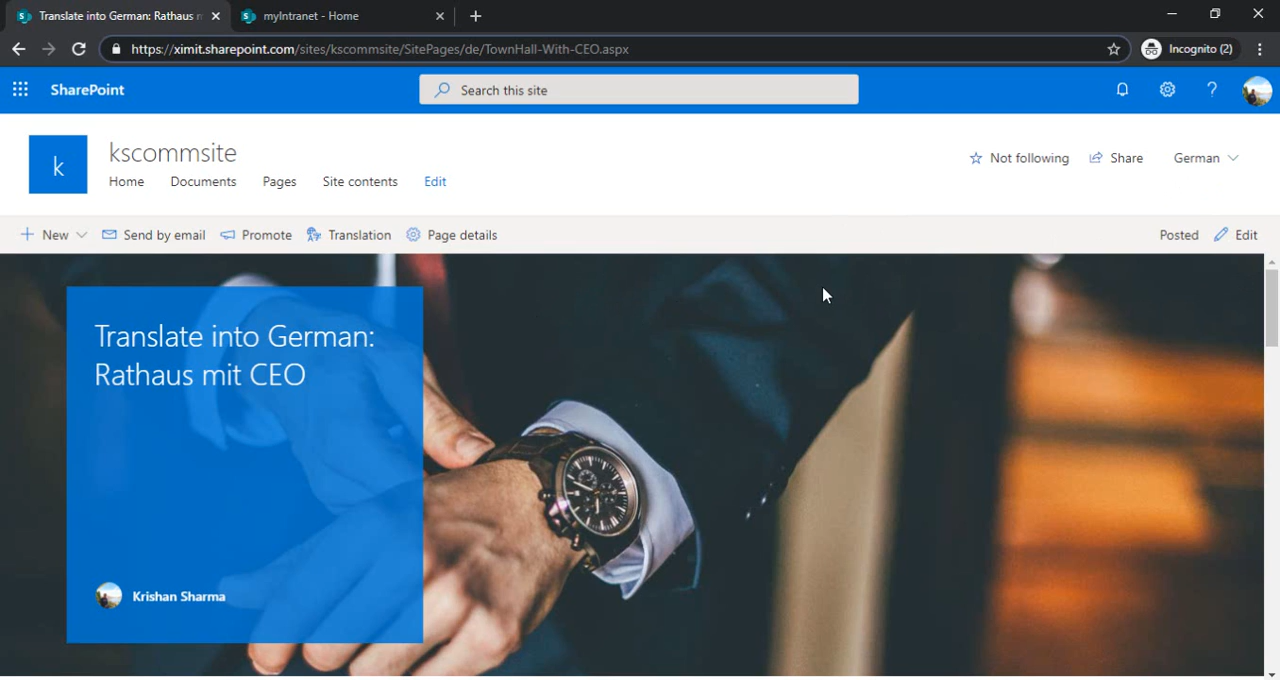 Translate into German: Rathaus
myIntranet - Home
https://ximit.sharepoint.com/sites/kscommsite/SitePages/de/TownHall-With-CEO.aspx
Incognito (2)
SharePoint
Search this site
k
kscommsite
Not following
Share
German
Home
Documents
Pages
Site contents
Edit
New
Send by email
Promote
Translation
Page details
Posted
Edit
Translate into German:
Rathaus mit CEO
Krishan Sharma